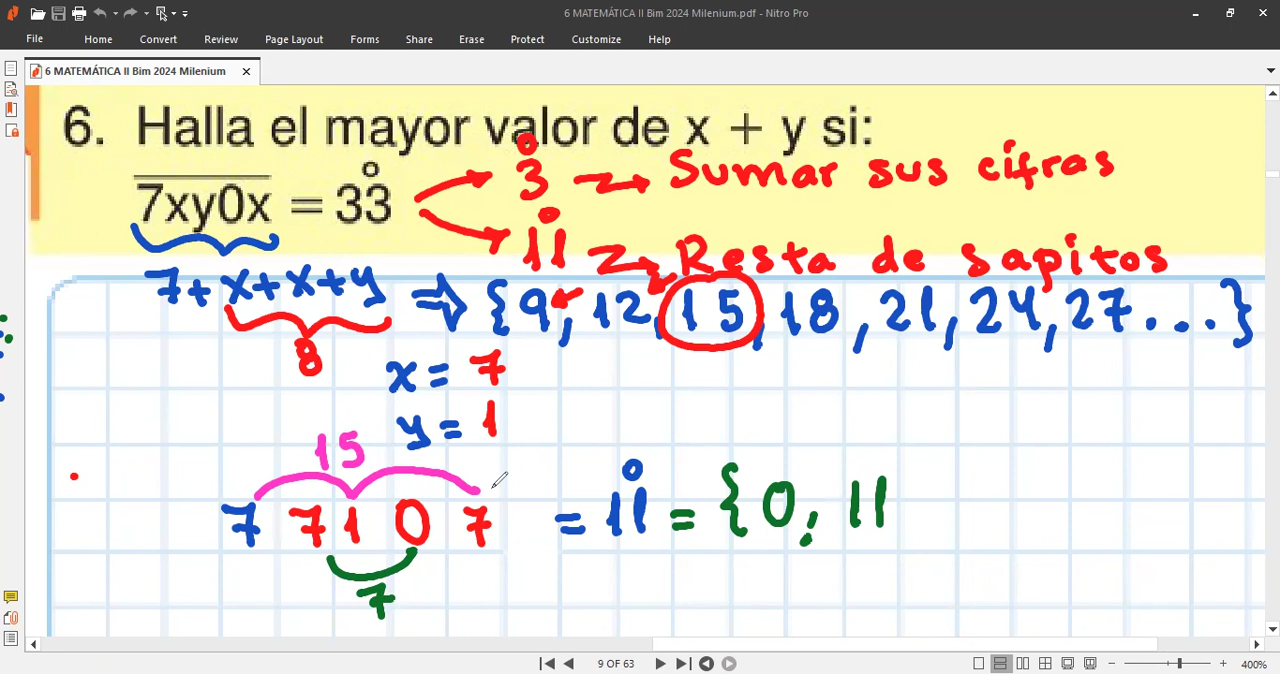 6 MATEMÁTICA II Bim 2024 Milenium.pdf - Nitro Pro
File Home Convert Review Page Layout Forms Share Erase Protect Customize Help
6 MATEMÁTICA II Bim 2024 Milenium
6. Halla el mayor valor de x + y si:
7xy0x = 33
3 → Sumar sus cifras
11 → Resta de sapitos
7+x+x+y ⇒ {9, 12, 15, 18, 21, 24, 27...}
8
x = 7
y = 1
15
7 7 1 0 7 = 11 = {0, 11
7
9 OF 63
400%